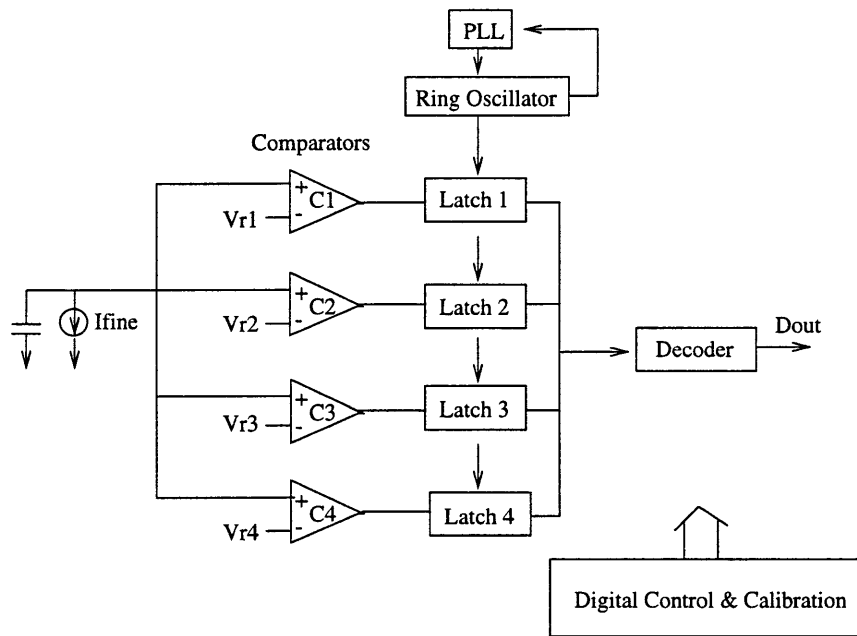 PLL
Ring Oscillator
Comparators
+
C1
-
Vr1
Latch 1
+
C2
-
Vr2
Latch 2
Ifine
+
C3
-
Vr3
Latch 3
+
C4
-
Vr4
Latch 4
Decoder
Dout
Digital Control & Calibration